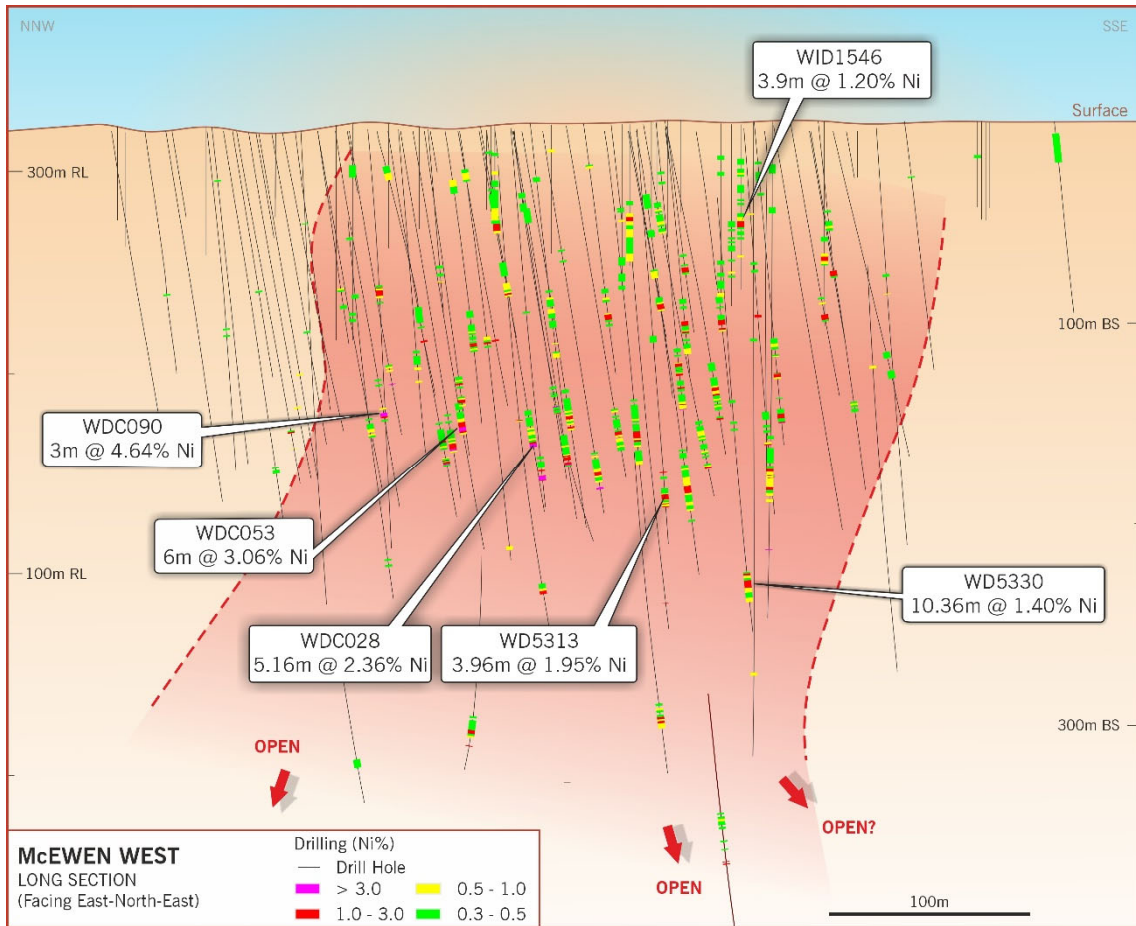 NNW
SSE
WID1546
3.9m @ 1.20% Ni
Surface
300m RL
100m BS
WDC090
3m @ 4.64% Ni
WDC053
6m @ 3.06% Ni
100m RL
WD5330
10.36m @ 1.40% Ni
WDC028
5.16m @ 2.36% Ni
WD5313
3.96m @ 1.95% Ni
300m BS
OPEN
OPEN?
OPEN
McEWEN WEST
LONG SECTION
(Facing East-North-East)
Drilling (Ni%)
Drill Hole
> 3.0
0.5 - 1.0
1.0 - 3.0
0.3 - 0.5
100m